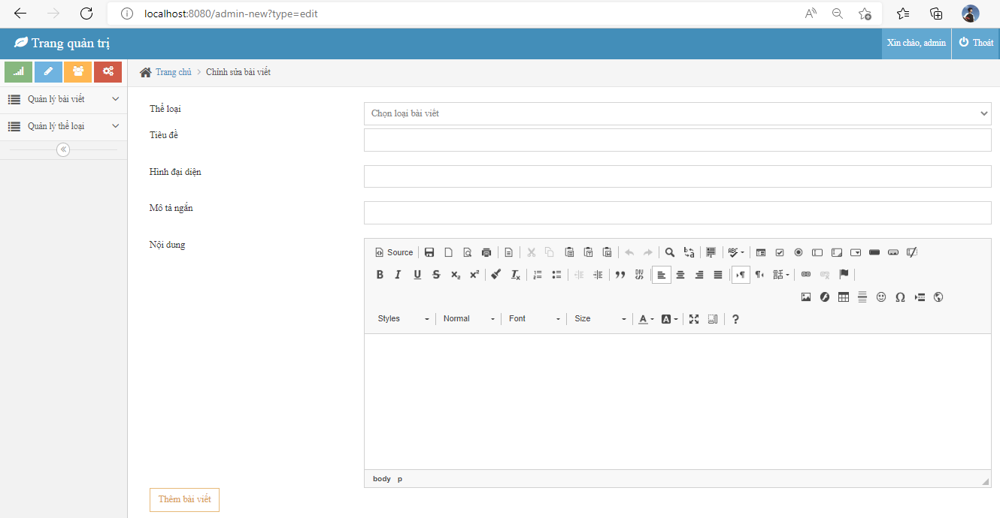 localhost:8080/admin-new?type=edit
Trang quản trị
Xin chào, admin
Thoát
Trang chủ > Chỉnh sửa bài viết
Quản lý bài viết
Quản lý thể loại
Thể loại
Chọn loại bài viết
Tiêu đề
Hình đại diện
Mô tả ngắn
Nội dung
Source
Styles Normal Font Size
body p
Thêm bài viết